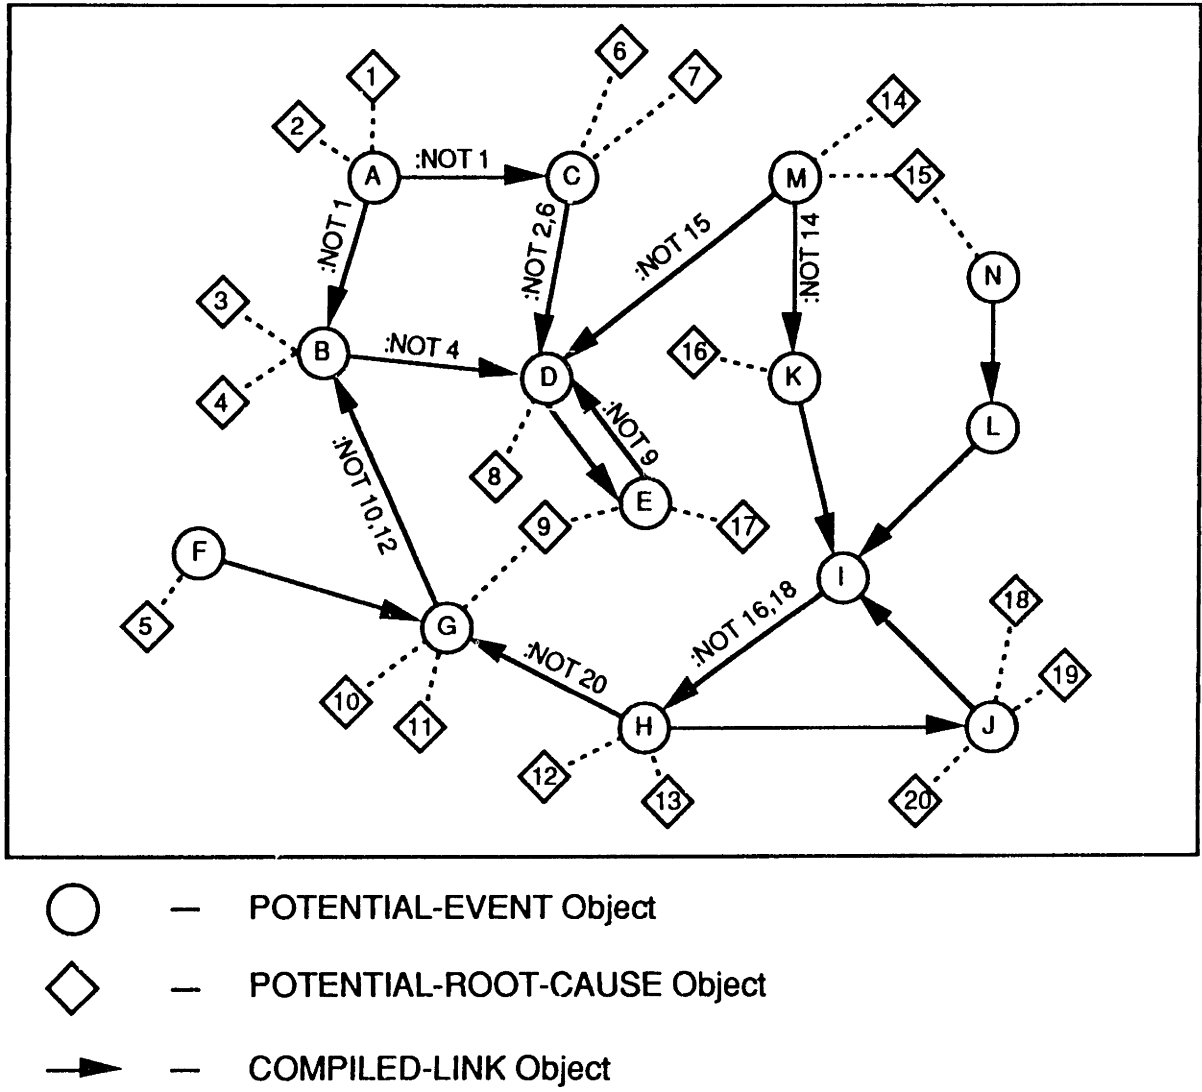 6
1
7
14
2
:NOT 1
A
C
M
15
:NOT 1
:NOT 2,6
:NOT 15
:NOT 14
N
3
B
:NOT 4
D
16
K
4
:NOT 9
L
8
:NOT 10,12
E
9
17
F
I
5
G
:NOT 16,18
18
:NOT 20
19
10
11
H
J
12
13
20
POTENTIAL-EVENT Object
POTENTIAL-ROOT-CAUSE Object
COMPILED-LINK Object